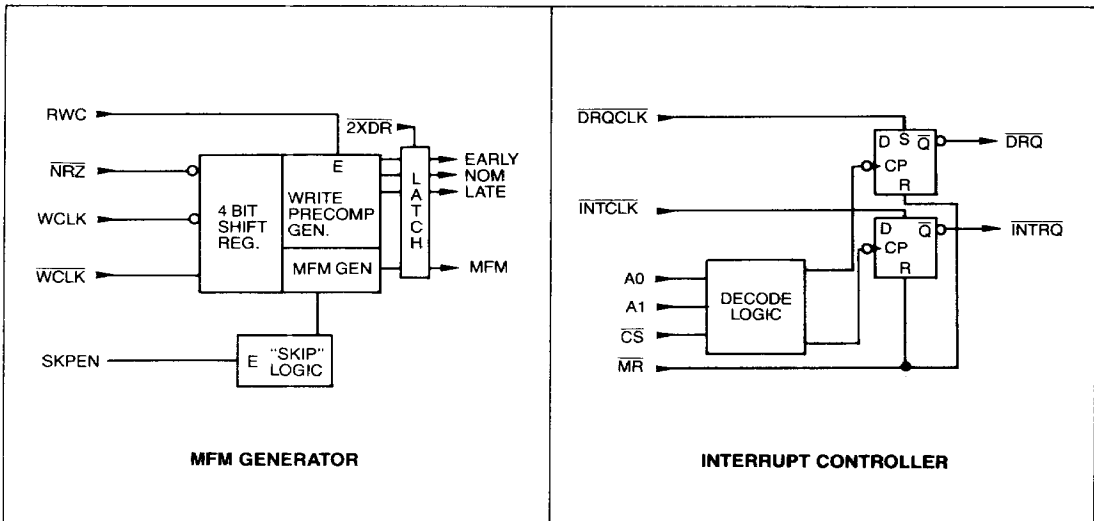 RWC
2XDR
EARLY
NOM
LATE
NRZ
E
WRITE
PRECOMP
GEN.
WCLK
4 BIT
SHIFT
REG.
LATCH
WCLK
MFM GEN
MFM
SKPEN
E
"SKIP"
LOGIC
MFM GENERATOR
DRQCLK
D S Q
CP
R
DRQ
INTCLK
D Q
CP
R
INTRQ
A0
A1
CS
DECODE
LOGIC
MR
INTERRUPT CONTROLLER